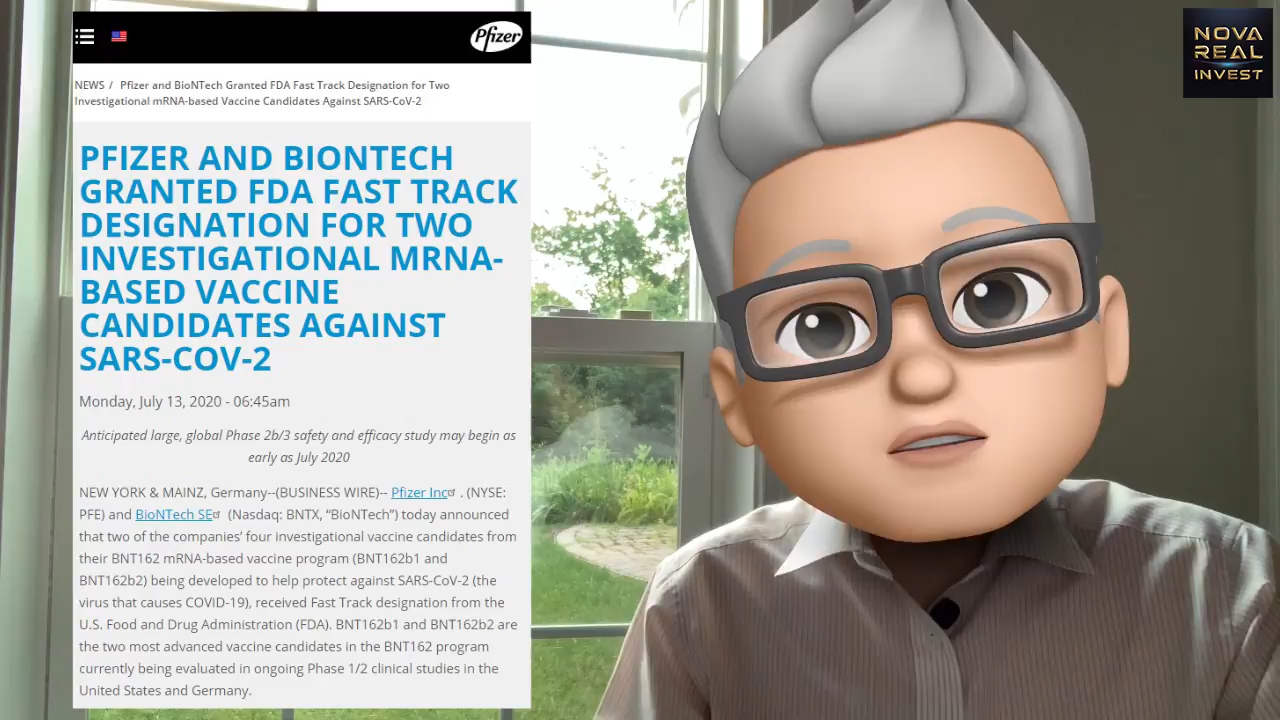 Pfizer
NEWS / Pfizer and BioNTech Granted FDA Fast Track Designation for Two
Investigational mRNA-based Vaccine Candidates Against SARS-CoV-2
PFIZER AND BIONTECH
GRANTED FDA FAST TRACK
DESIGNATION FOR TWO
INVESTIGATIONAL MRNA-
BASED VACCINE
CANDIDATES AGAINST
SARS-COV-2
Monday, July 13, 2020 - 06:45am
Anticipated large, global Phase 2b/3 safety and efficacy study may begin as
early as July 2020
NEW YORK & MAINZ, Germany--(BUSINESS WIRE)-- Pfizer Inc . (NYSE:
PFE) and BioNTech SE (Nasdaq: BNTX, “BioNTech”) today announced
that two of the companies’ four investigational vaccine candidates from
their BNT162 mRNA-based vaccine program (BNT162b1 and
BNT162b2) being developed to help protect against SARS-CoV-2 (the
virus that causes COVID-19), received Fast Track designation from the
U.S. Food and Drug Administration (FDA). BNT162b1 and BNT162b2 are
the two most advanced vaccine candidates in the BNT162 program
currently being evaluated in ongoing Phase 1/2 clinical studies in the
United States and Germany.
NOVA
REAL
INVEST